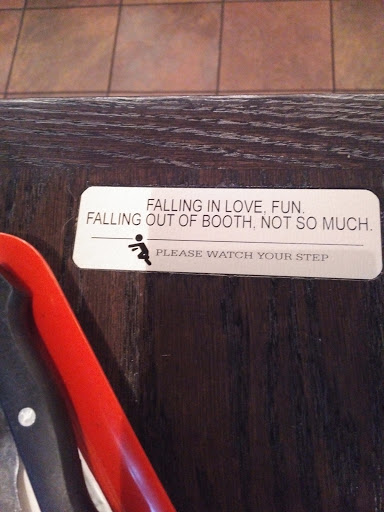 FALLING IN LOVE, FUN.
FALLING OUT OF BOOTH, NOT SO MUCH.
PLEASE WATCH YOUR STEP